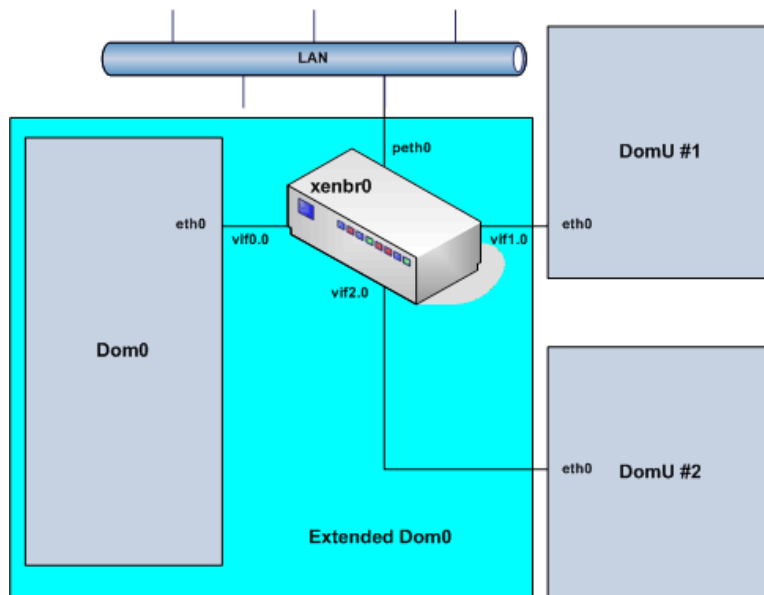 LAN
peth0
DomU #1
xenbr0
eth0
vif0.0
vif1.0
eth0
vif2.0
Dom0
eth0
DomU #2
Extended Dom0